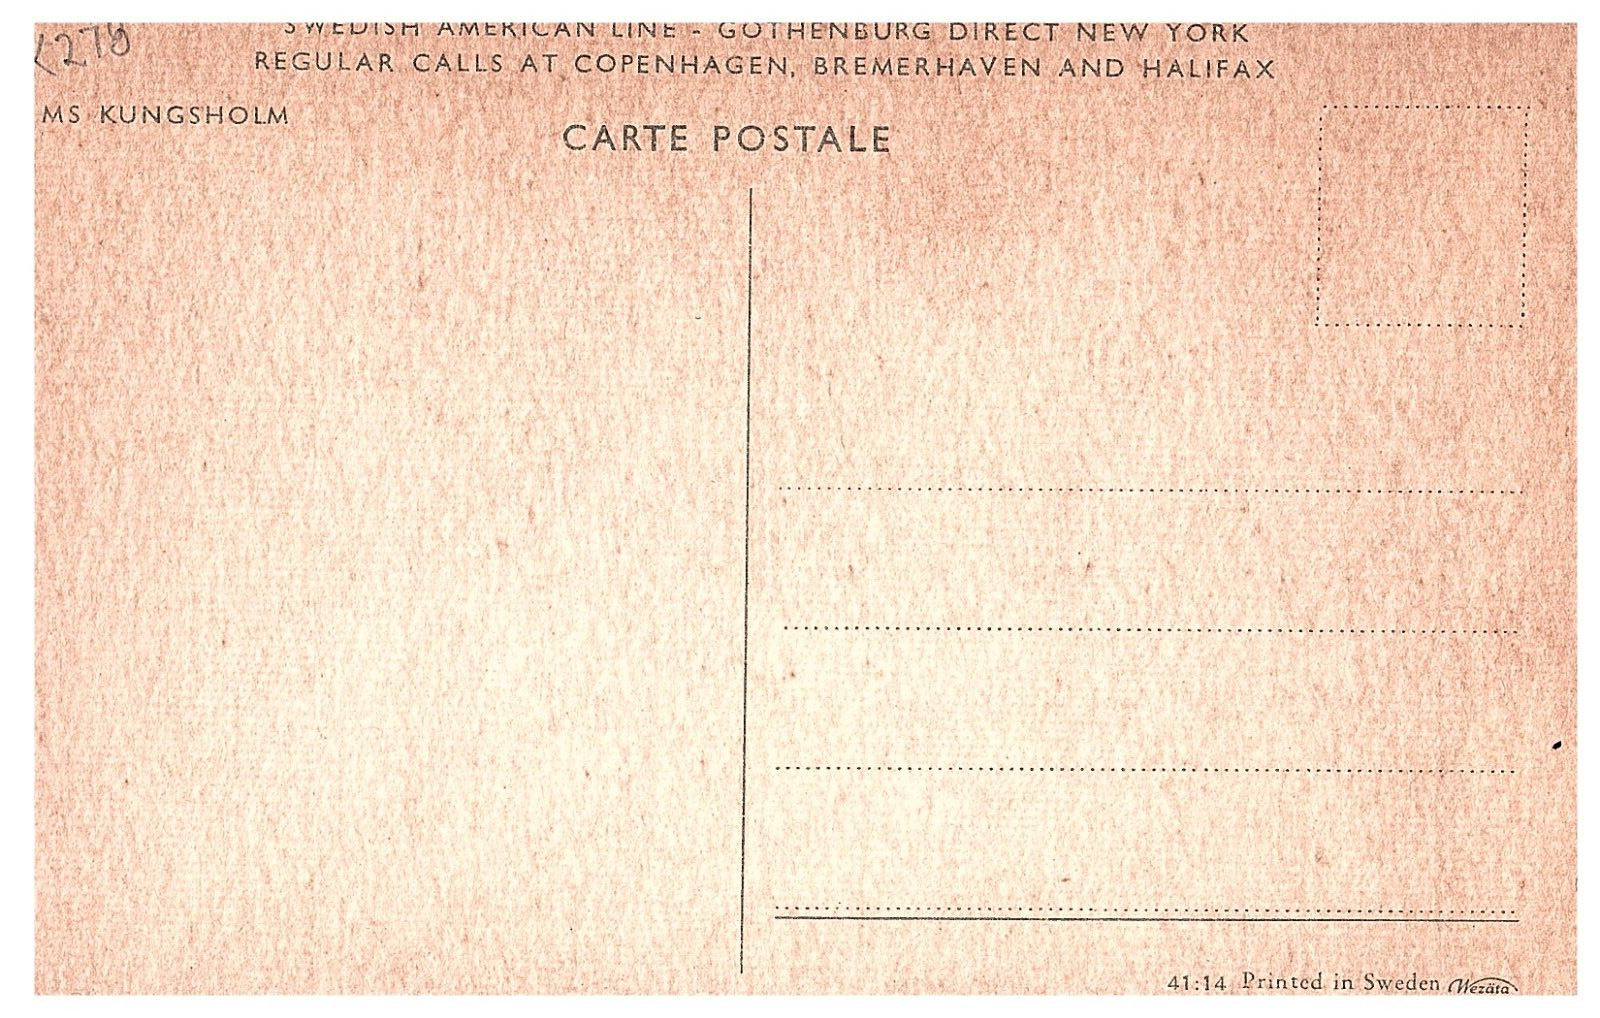 SWEDISH AMERICAN LINE - GOTHENBURG DIRECT NEW YORK
REGULAR CALLS AT COPENHAGEN, BREMERHAVEN AND HALIFAX
MS KUNGSHOLM
CARTE POSTALE
41:14 Printed in Sweden Wezäta